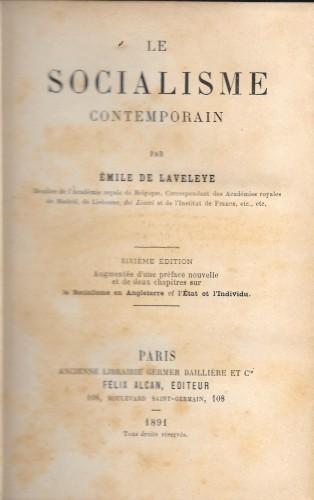 LE
SOCIALISME
CONTEMPORAIN
PAR
ÉMILE DE LAVELEYE
Membre de l'Académie royale de Belgique, Correspondant des Académies royales
de Madrid, de Lisbonne, dei Lincei et de l'Institut de France, etc., etc.
SIXIÈME ÉDITION
Augmentée d'une préface nouvelle
et de deux chapitres sur
le Socialisme en Angleterre et l'État et l'Individu.
PARIS
ANCIENNE LIBRAIRIE GERMER BAILLIÈRE ET Cie
FÉLIX ALCAN, ÉDITEUR
108, BOULEVARD SAINT-GERMAIN, 108
1891
Tous droits réservés.